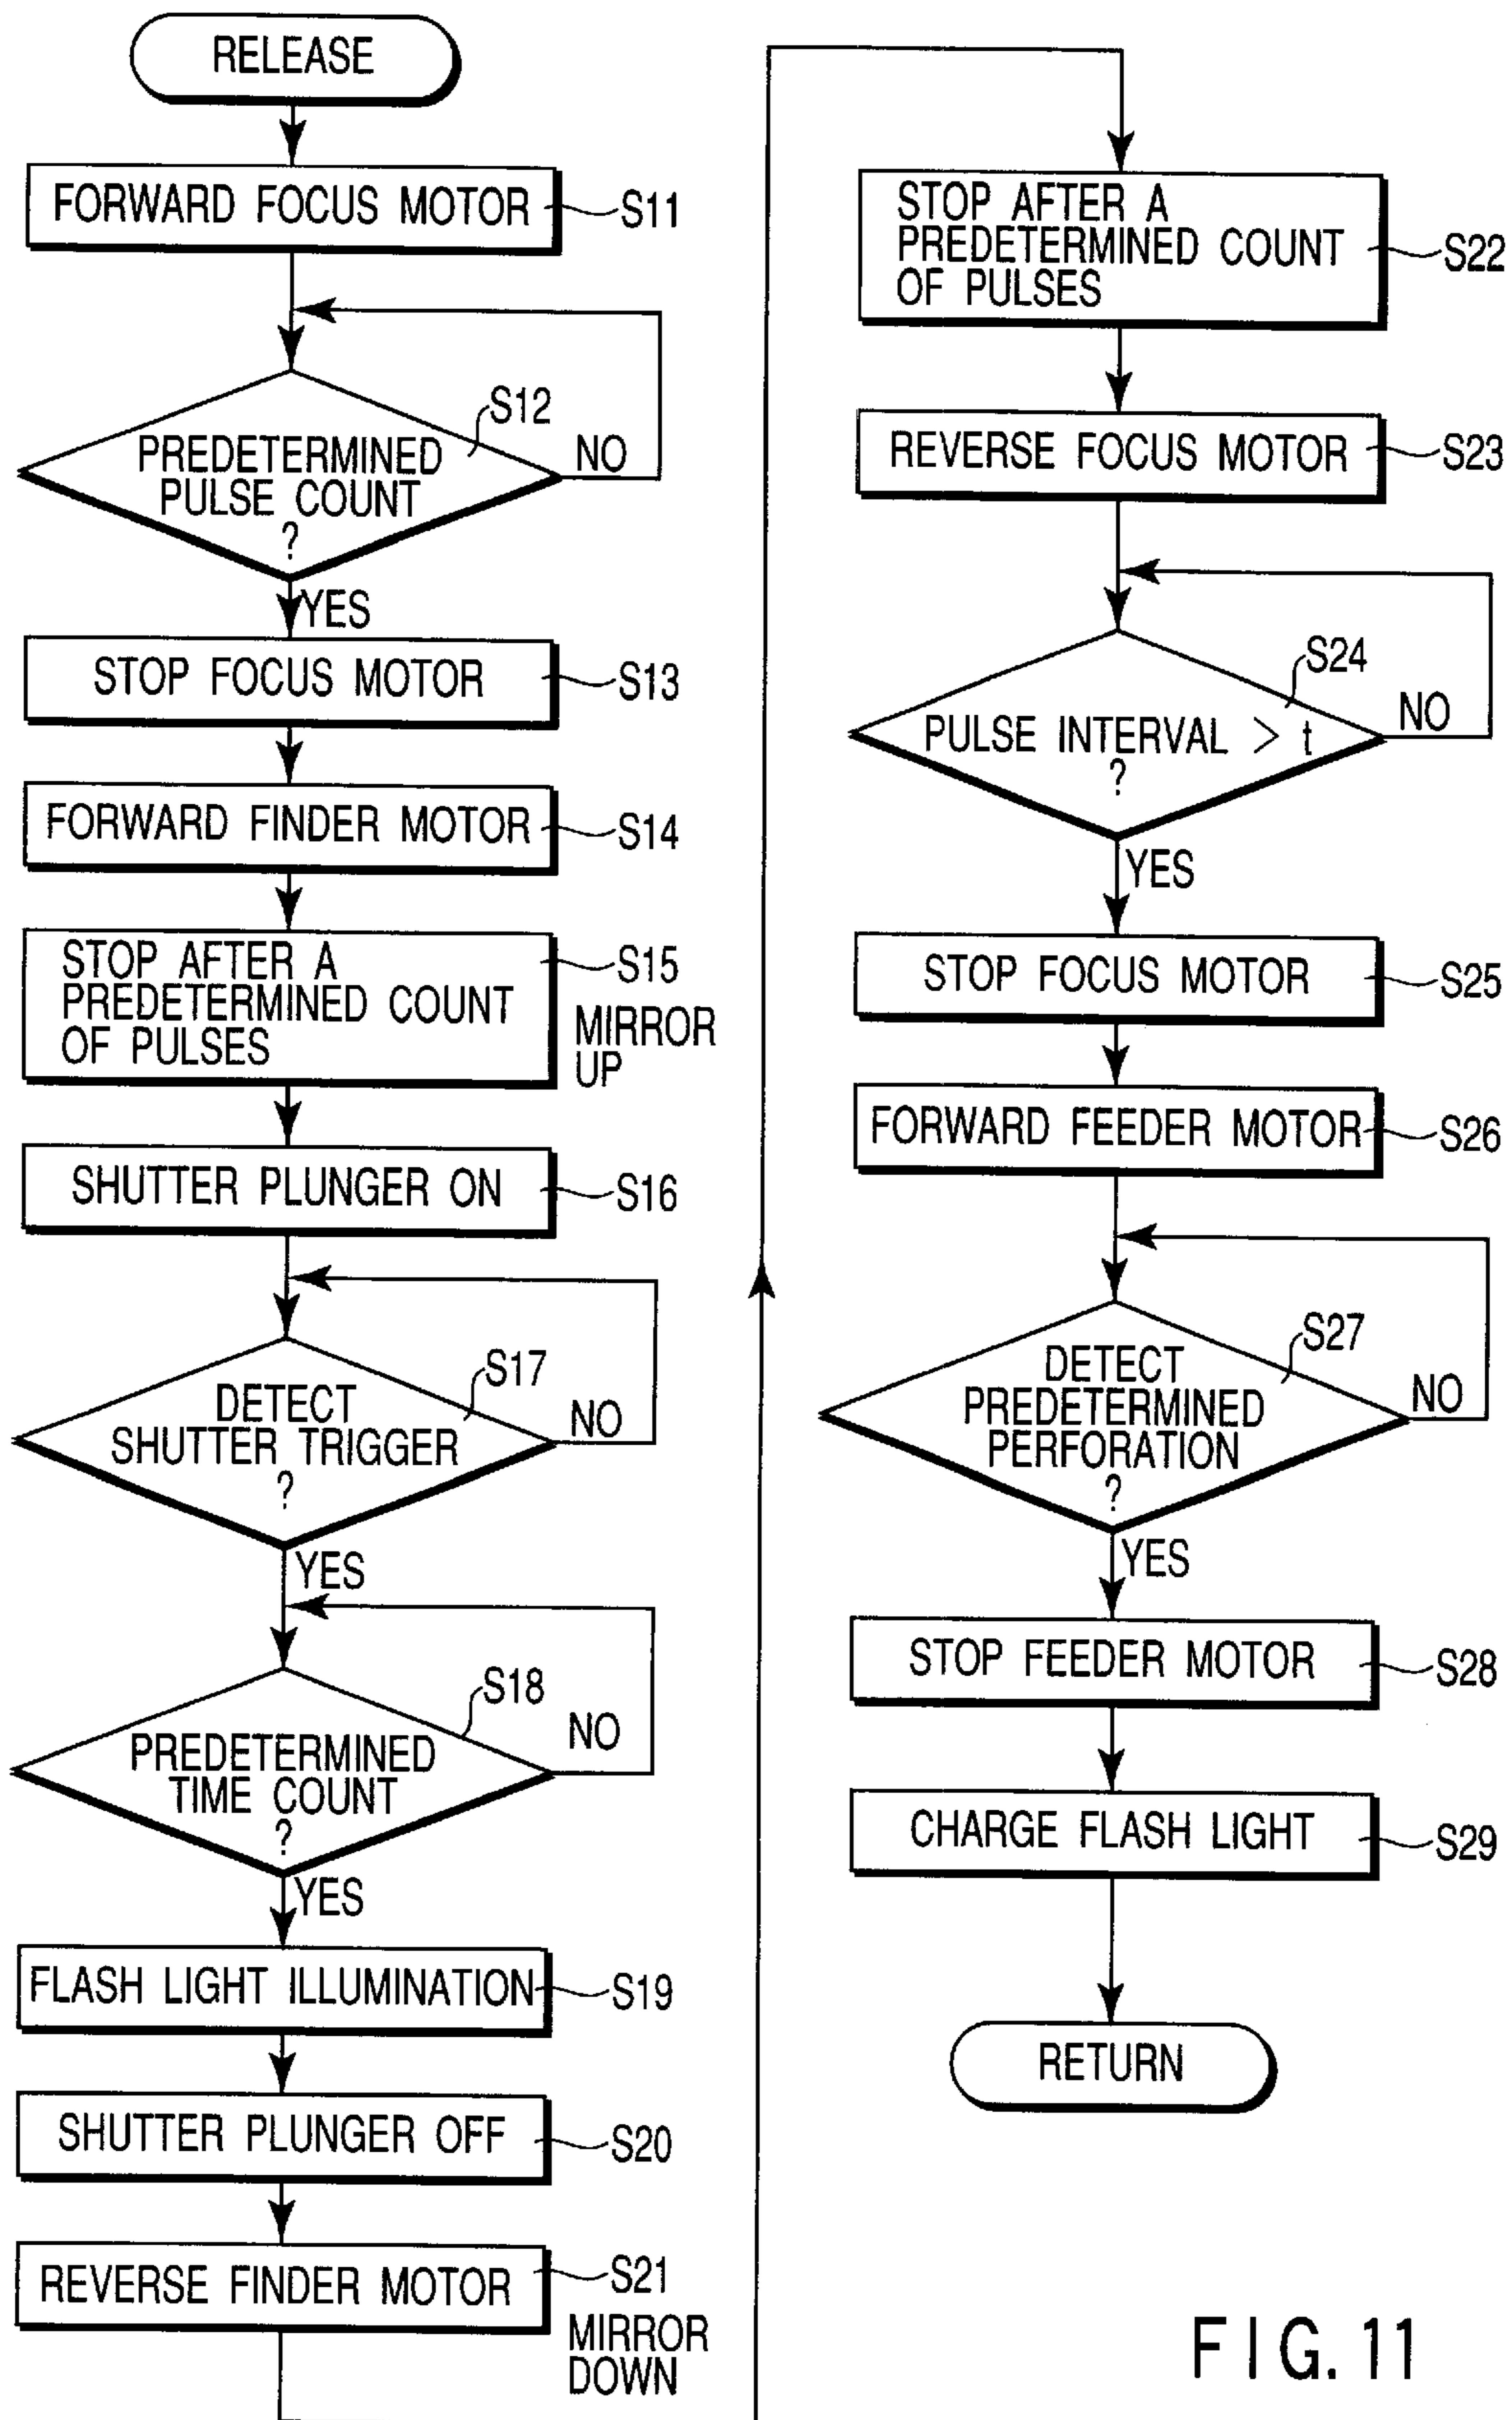 RELEASE
FORWARD FOCUS MOTOR
S11
S12
PREDETERMINED
PULSE COUNT
?
NO
YES
STOP FOCUS MOTOR
S13
FORWARD FINDER MOTOR
S14
STOP AFTER A
PREDETERMINED COUNT
OF PULSES
S15
MIRROR
UP
SHUTTER PLUNGER ON
S16
S17
DETECT
SHUTTER TRIGGER
?
NO
YES
S18
PREDETERMINED
TIME COUNT
?
NO
YES
FLASH LIGHT ILLUMINATION
S19
SHUTTER PLUNGER OFF
S20
REVERSE FINDER MOTOR
S21
MIRROR
DOWN
STOP AFTER A
PREDETERMINED COUNT
OF PULSES
S22
REVERSE FOCUS MOTOR
S23
S24
PULSE INTERVAL > t
?
NO
YES
STOP FOCUS MOTOR
S25
FORWARD FEEDER MOTOR
S26
S27
DETECT
PREDETERMINED
PERFORATION
?
NO
YES
STOP FEEDER MOTOR
S28
CHARGE FLASH LIGHT
S29
RETURN
FIG. 11